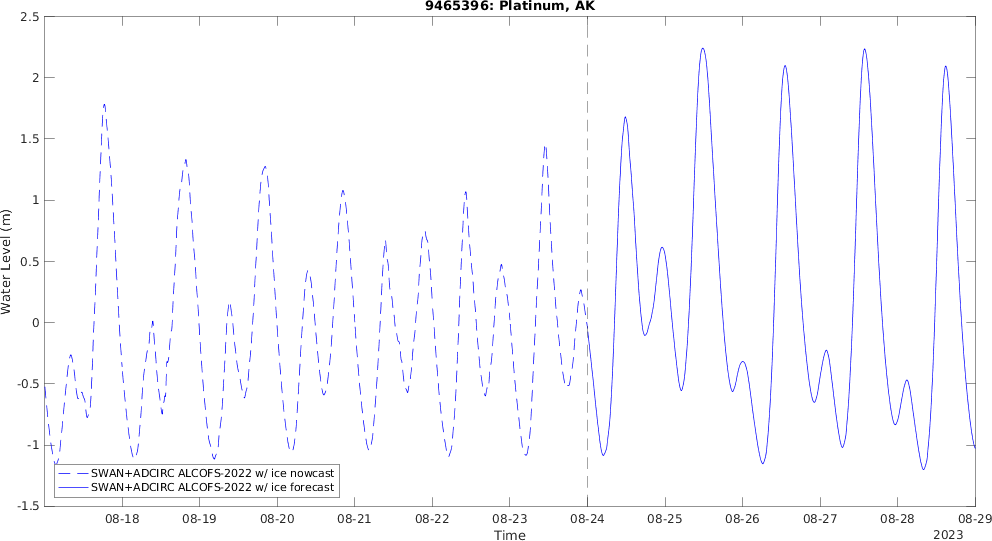 9465396: Platinum, AK
2.5
2
1.5
1
0.5
0
-0.5
-1
-1.5
Water Level (m)
SWAN+ADCIRC ALCOFS-2022 w/ ice nowcast
SWAN+ADCIRC ALCOFS-2022 w/ ice forecast
08-18 08-19 08-20 08-21 08-22 08-23 08-24 08-25 08-26 08-27 08-28 08-29
Time
2023